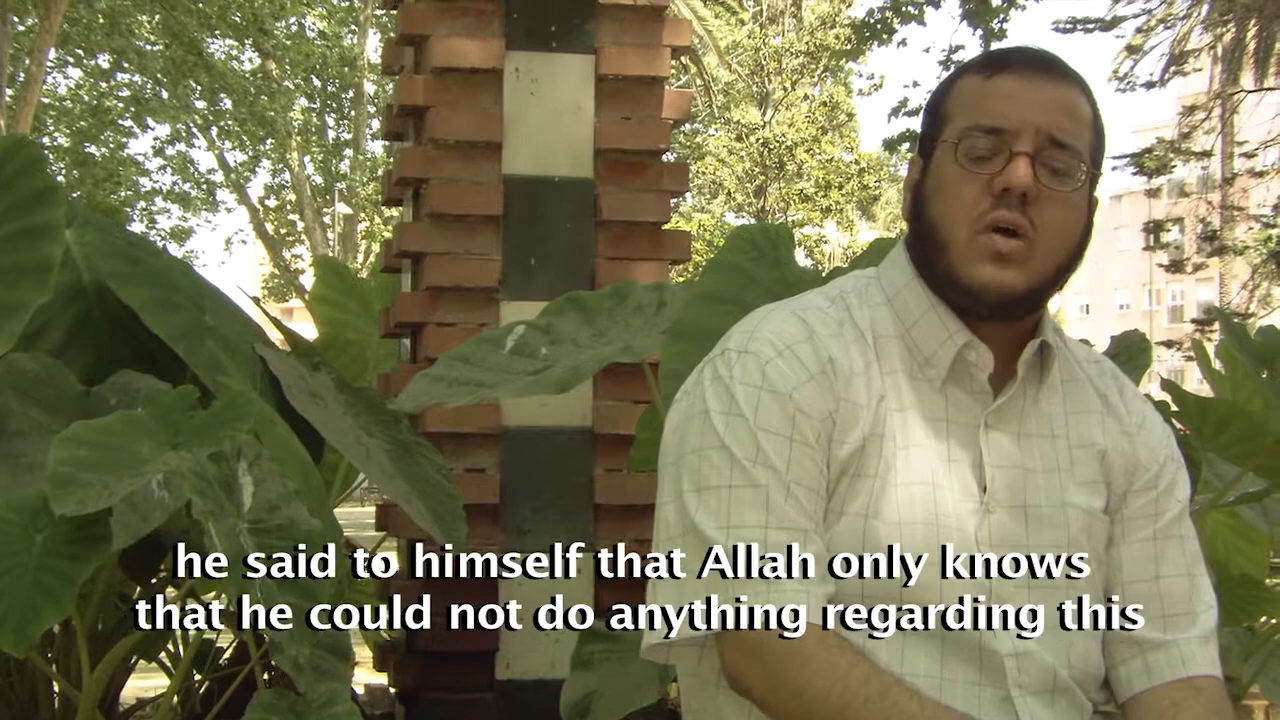 he said to himself that Allah only knows
that he could not do anything regarding this